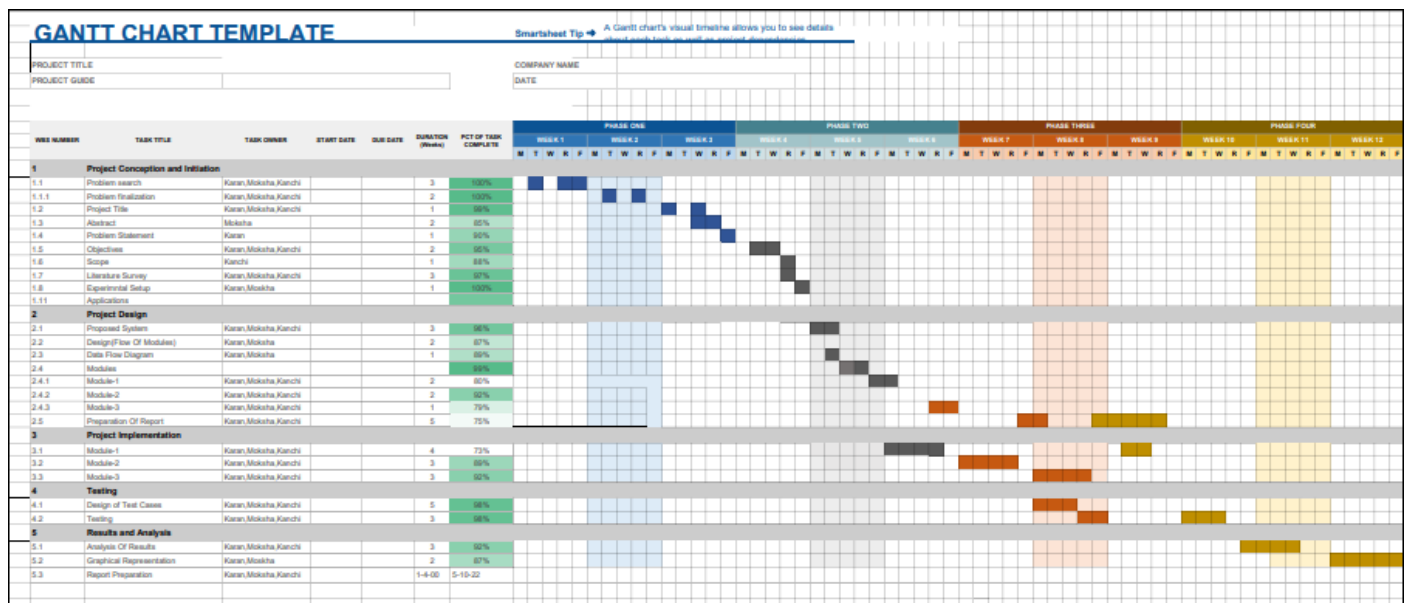 GANTT CHART TEMPLATE
Smartsheet Tip ➜ A Gantt chart's visual timeline allows you to see details
about each task as well as project dependencies.
PROJECT TITLE COMPANY NAME
PROJECT GUIDE DATE
PHASE ONE PHASE TWO PHASE THREE PHASE FOUR
WBS NUMBER TASK TITLE TASK OWNER START DATE DUE DATE DURATION (Weeks) PCT OF TASK COMPLETE WEEK 1 WEEK 2 WEEK 3 WEEK 4 WEEK 5 WEEK 6 WEEK 7 WEEK 8 WEEK 9 WEEK 10 WEEK 11 WEEK 12
M T W R F M T W R F M T W R F M T W R F M T W R F M T W R F M T W R F M T W R F M T W R F M T W R F M T W R F M T W R F
1 Project Conception and Initiation
1.1 Problem search Karan,Moksha,Kanchi 3 100%
1.1.1 Problem finalization Karan,Moksha,Kanchi 2 100%
1.2 Project Title Karan,Moksha,Kanchi 1 99%
1.3 Abstract Moksha 2 85%
1.4 Problem Statement Karan 1 90%
1.5 Objectives Karan,Moksha,Kanchi 2 95%
1.6 Scope Kanchi 1 88%
1.7 Literature Survey Karan,Moksha,Kanchi 3 97%
1.8 Experimntal Setup Karan,Moskha 1 100%
1.11 Applications
2 Project Design
2.1 Proposed System Karan,Moksha,Kanchi 3 96%
2.2 Design(Flow Of Modules) Karan,Moksha 2 87%
2.3 Data Flow Diagram Karan,Moksha 1 89%
2.4 Modules 99%
2.4.1 Module-1 Karan,Moksha,Kanchi 2 80%
2.4.2 Module-2 Karan,Moksha,Kanchi 2 92%
2.4.3 Module-3 Karan,Moksha,Kanchi 1 79%
2.5 Preparation Of Report Karan,Moksha,Kanchi 5 75%
3 Project Implementation
3.1 Module-1 Karan,Moksha,Kanchi 4 73%
3.2 Module-2 Karan,Moksha,Kanchi 3 89%
3.3 Module-3 Karan,Moksha,Kanchi 3 92%
4 Testing
4.1 Design of Test Cases Karan,Moksha,Kanchi 5 98%
4.2 Testing Karan,Moksha,Kanchi 3 98%
5 Results and Analysis
5.1 Analysis Of Results Karan,Moksha,Kanchi 3 92%
5.2 Graphical Representation Karan,Moskha 2 87%
5.3 Report Preparation Karan,Moksha,Kanchi 1-4-00 5-10-22